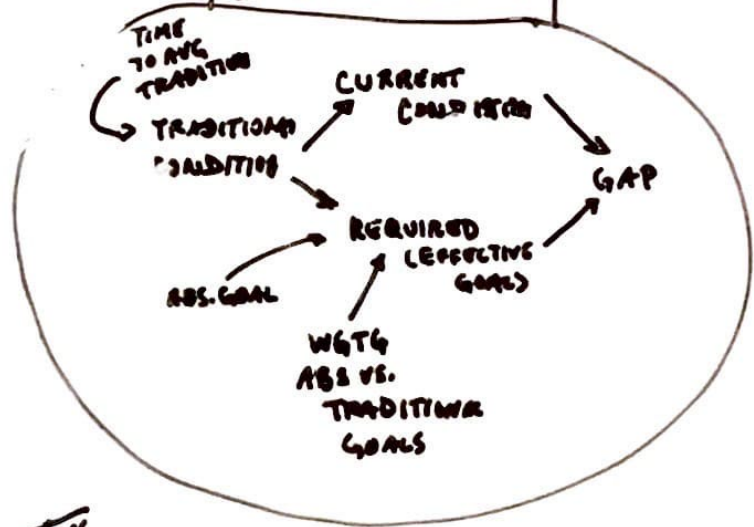 TIME
TO AVG
TRADITION
TRADITIONAL
CONDITION
CURRENT
CONDITION
GAP
REQUIRED
(EFFECTIVE
GOALS)
ABS. GOAL
WGTG
ABS VS.
TRADITIONAL
GOALS